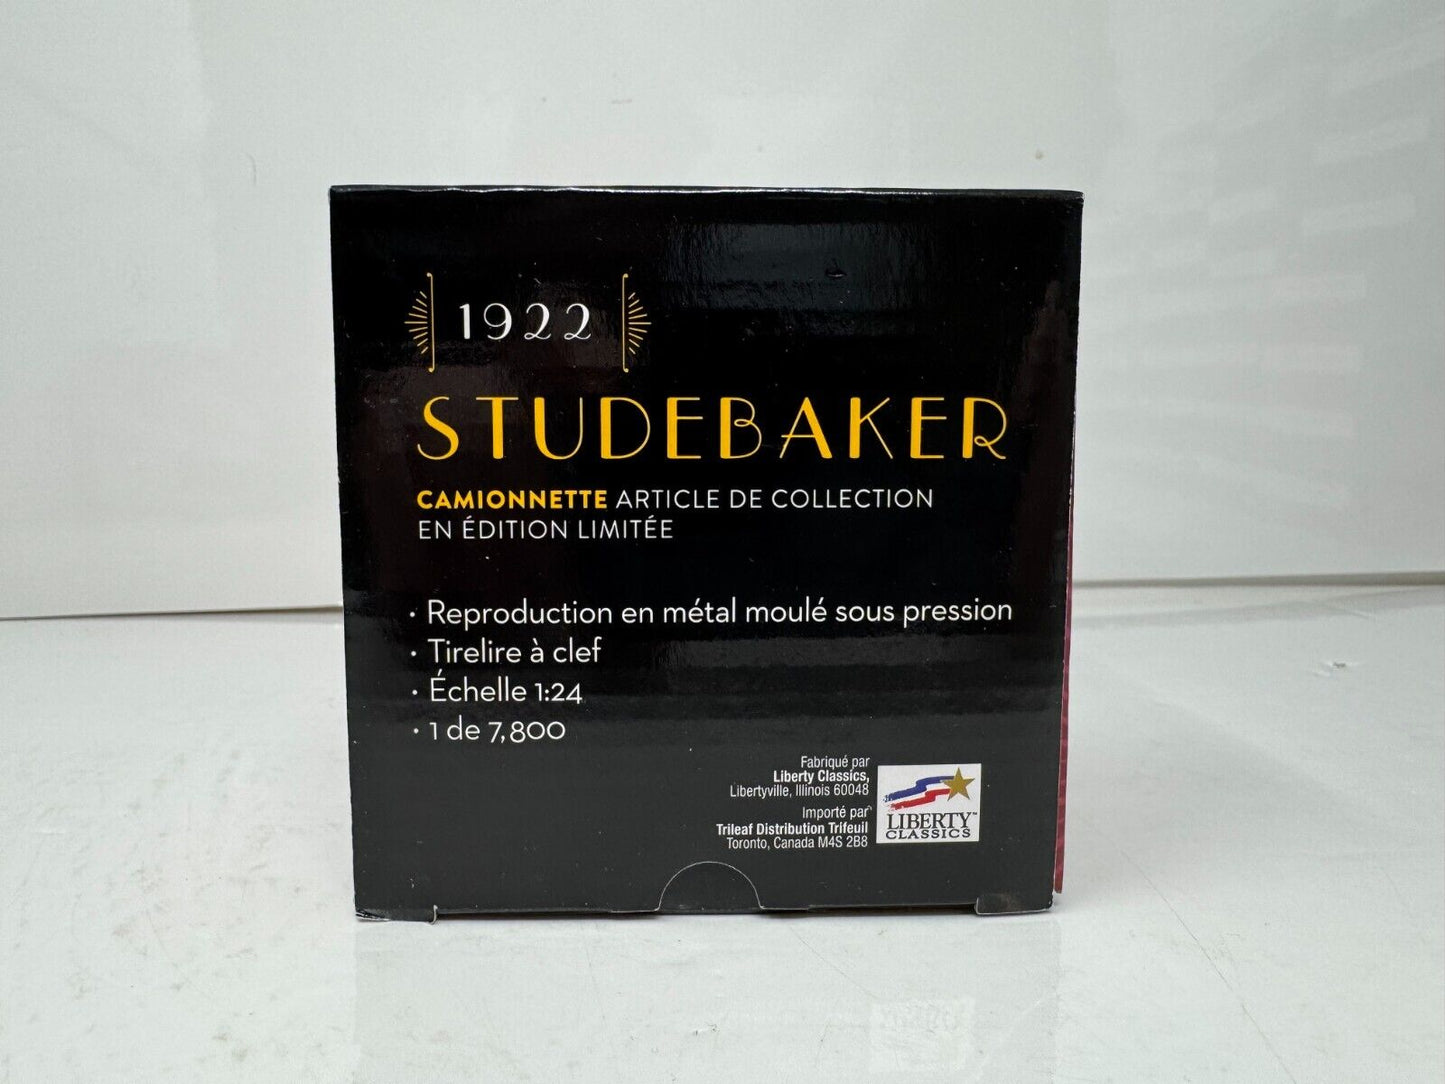 1922
STUDEBAKER
CAMIONNETTE ARTICLE DE COLLECTION
EN ÉDITION LIMITÉE
· Reproduction en métal moulé sous pression
· Tirelire à clef
· Échelle 1:24
· 1 de 7,800
Fabriqué par
Liberty Classics,
Libertyville, Illinois 60048
Importé par
Trileaf Distribution Trifeuil
Toronto, Canada M4S 2B8
LIBERTY™
CLASSICS